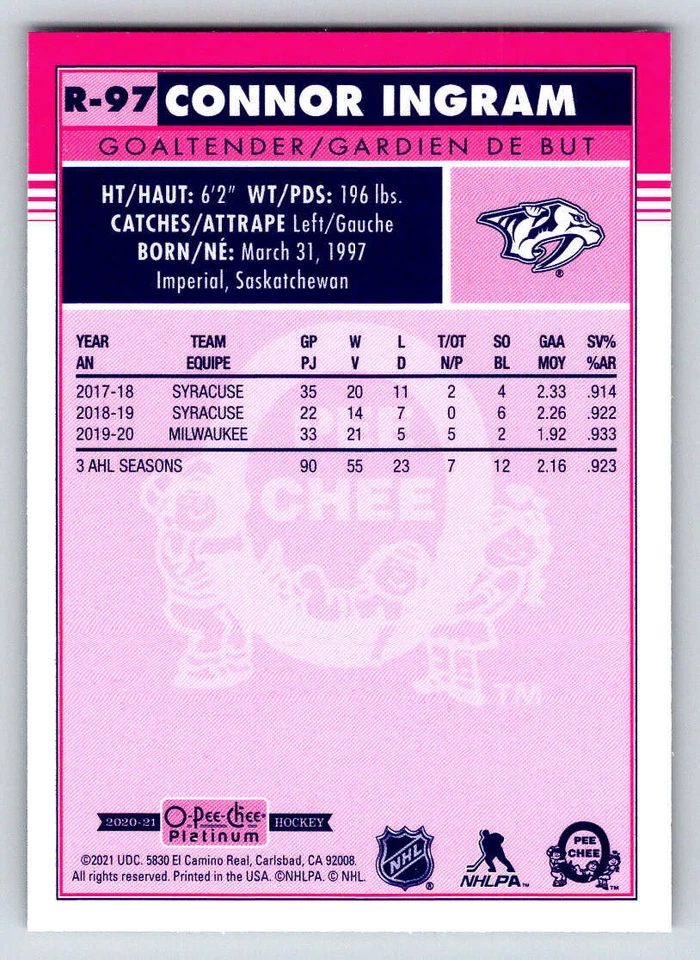 R-97 CONNOR INGRAM
GOALTENDER/GARDIEN DE BUT
HT/HAUT: 6'2" WT/PDS: 196 lbs.
CATCHES/ATTRAPE Left/Gauche
BORN/NÉ: March 31, 1997
Imperial, Saskatchewan
®
YEAR TEAM GP W L T/OT SO GAA SV%
AN EQUIPE PJ V D N/P BL MOY %AR
2017-18 SYRACUSE 35 20 11 2 4 2.33 .914
2018-19 SYRACUSE 22 14 7 0 6 2.26 .922
2019-20 MILWAUKEE 33 21 5 5 2 1.92 .933
3 AHL SEASONS 90 55 23 7 12 2.16 .923
PEE
CHEE
TM
2020-21 O-Pee-Chee® HOCKEY
Platinum
©2021 UDC. 5830 El Camino Real, Carlsbad, CA 92008.
All rights reserved. Printed in the USA. ©NHLPA. © NHL.
NHL ®
NHLPA™
PEE
CHEE
TM